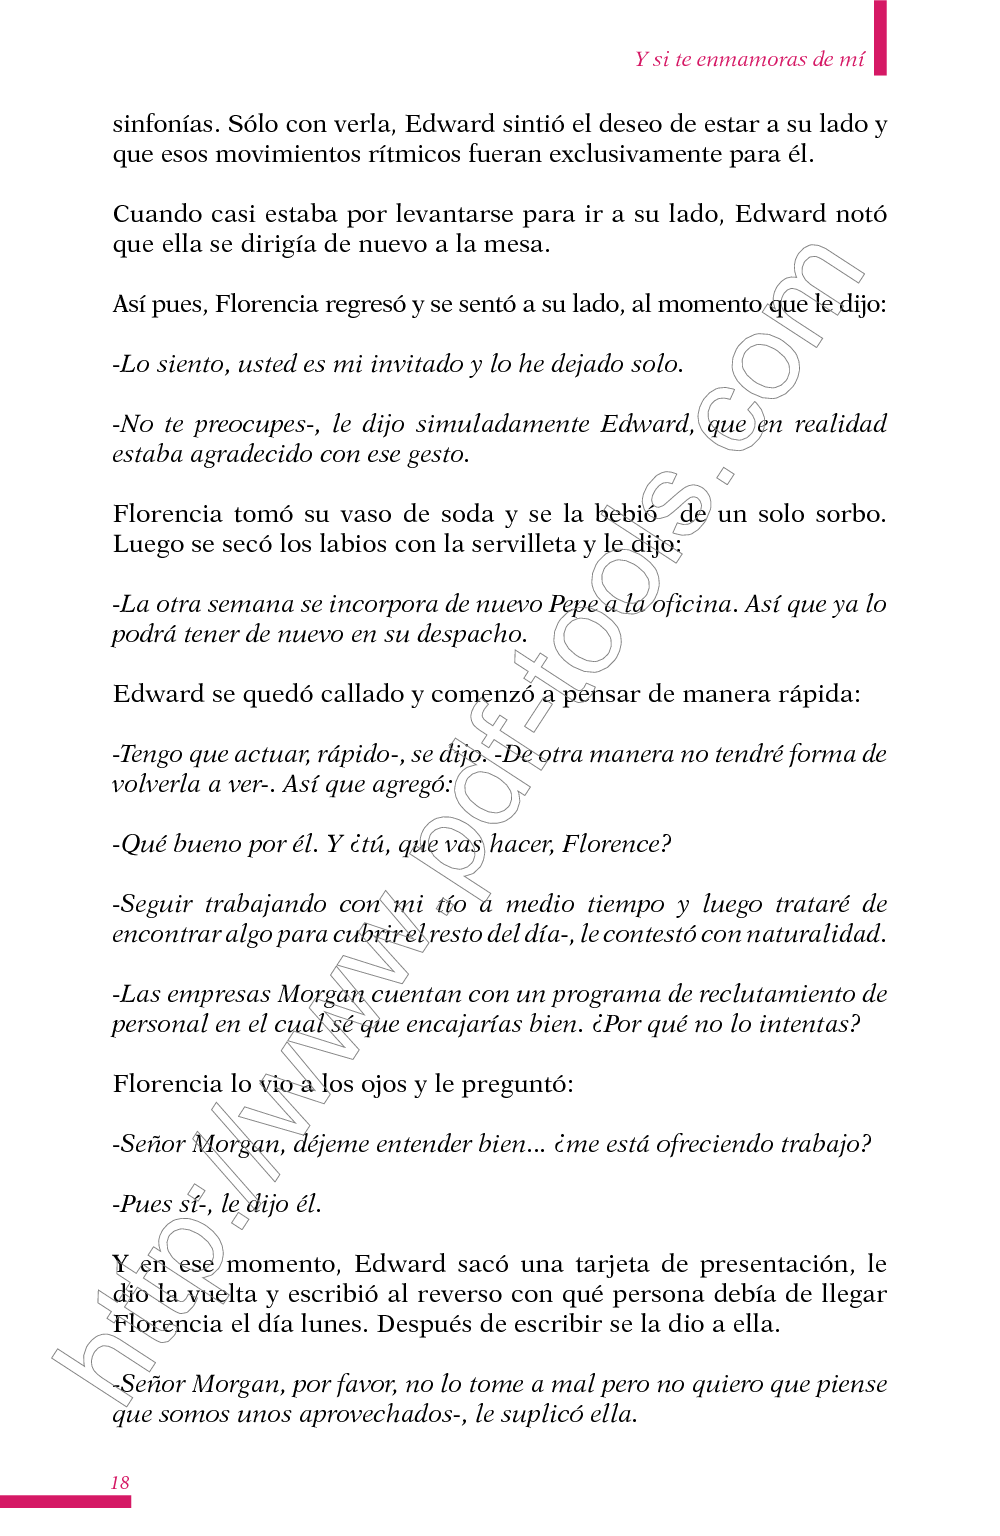 Y si te enmamoras de mí
sinfonías. Sólo con verla, Edward sintió el deseo de estar a su lado y
que esos movimientos rítmicos fueran exclusivamente para él.
Cuando casi estaba por levantarse para ir a su lado, Edward notó
que ella se dirigía de nuevo a la mesa.
Así pues, Florencia regresó y se sentó a su lado, al momento que le dijo:
-Lo siento, usted es mi invitado y lo he dejado solo.
-No te preocupes-, le dijo simuladamente Edward, que en realidad
estaba agradecido con ese gesto.
Florencia tomó su vaso de soda y se la bebió de un solo sorbo.
Luego se secó los labios con la servilleta y le dijo:
-La otra semana se incorpora de nuevo Pepe a la oficina. Así que ya lo
podrá tener de nuevo en su despacho.
Edward se quedó callado y comenzó a pensar de manera rápida:
-Tengo que actuar, rápido-, se dijo. -De otra manera no tendré forma de
volverla a ver-. Así que agregó:
-Qué bueno por él. Y ¿tú, que vas hacer, Florence?
-Seguir trabajando con mi tío a medio tiempo y luego trataré de
encontrar algo para cubrir el resto del día-, le contestó con naturalidad.
-Las empresas Morgan cuentan con un programa de reclutamiento de
personal en el cual sé que encajarías bien. ¿Por qué no lo intentas?
Florencia lo vio a los ojos y le preguntó:
-Señor Morgan, déjeme entender bien... ¿me está ofreciendo trabajo?
-Pues sí-, le dijo él.
Y en ese momento, Edward sacó una tarjeta de presentación, le
dio la vuelta y escribió al reverso con qué persona debía de llegar
Florencia el día lunes. Después de escribir se la dio a ella.
-Señor Morgan, por favor, no lo tome a mal pero no quiero que piense
que somos unos aprovechados-, le suplicó ella.
18
http://www.pdf-tools.com